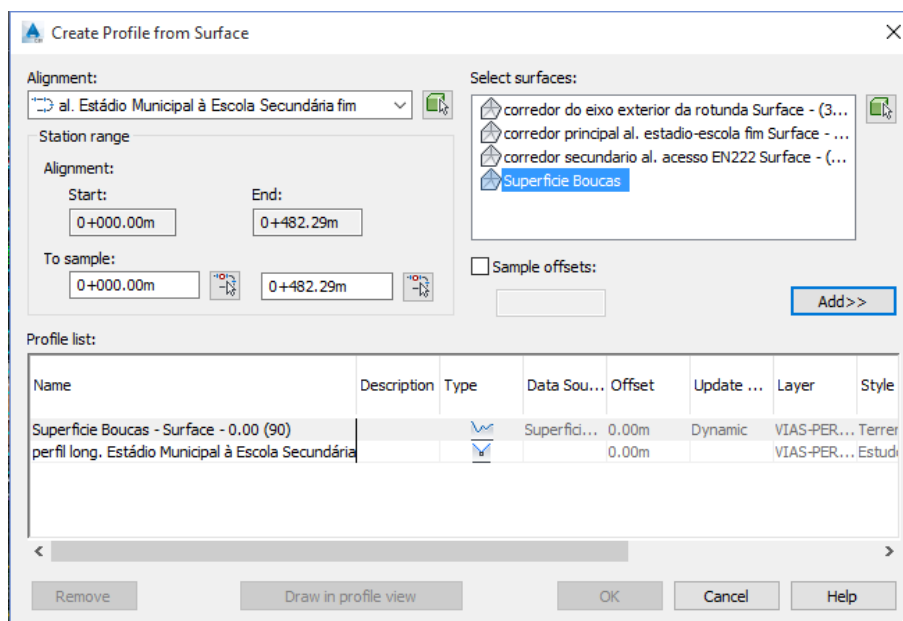 Create Profile from Surface
Alignment:
al. Estádio Municipal à Escola Secundária fim
Station range
Alignment:
Start:
End:
0+000.00m
0+482.29m
To sample:
0+000.00m
0+482.29m
Select surfaces:
corredor do eixo exterior da rotunda Surface - (3...
corredor principal al. estadio-escola fim Surface - ...
corredor secundario al. acesso EN222 Surface - (...
Superficie Boucas
Sample offsets:
Add>>
Profile list:
Name Description Type Data Sou... Offset Update ... Layer Style
Superficie Boucas - Surface - 0.00 (90) Superfici... 0.00m Dynamic VIAS-PER... Terrer
perfil long. Estádio Municipal à Escola Secundária 0.00m VIAS-PER... Estud
Remove
Draw in profile view
OK
Cancel
Help